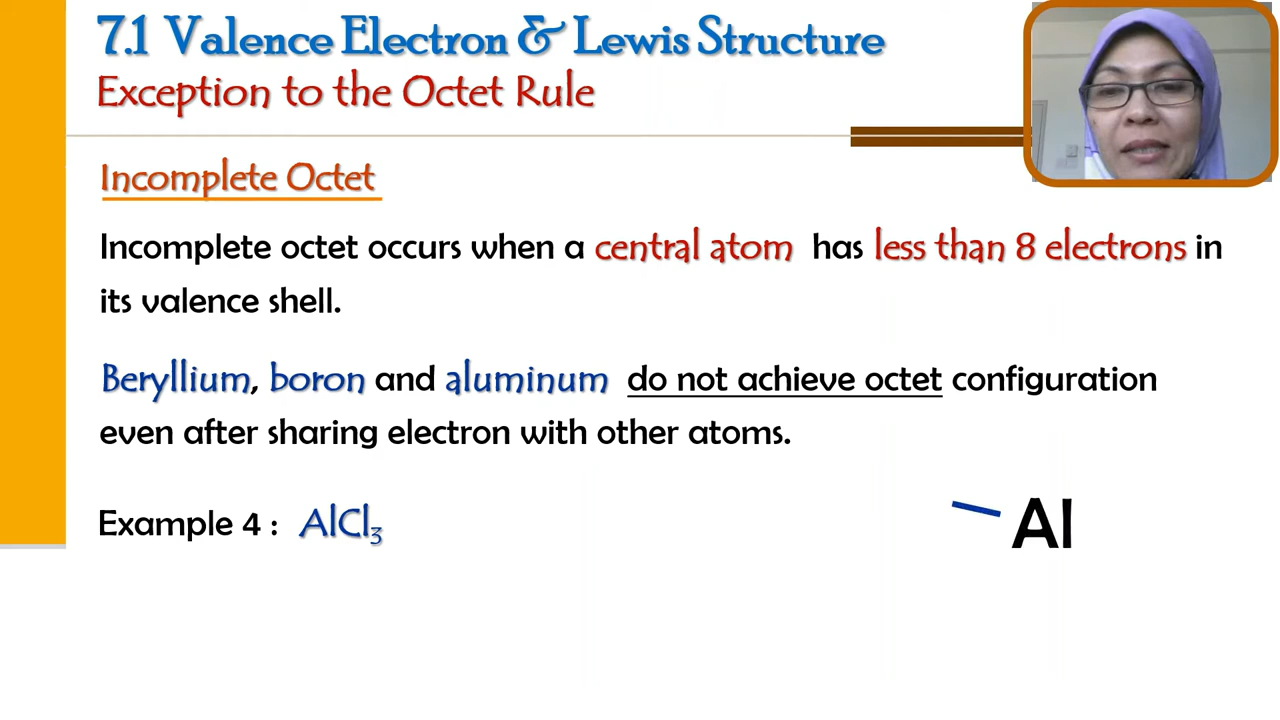 7.1 Valence Electron & Lewis Structure
Exception to the Octet Rule
Incomplete Octet
Incomplete octet occurs when a central atom has less than 8 electrons in
its valence shell.
Beryllium, boron and aluminum do not achieve octet configuration
even after sharing electron with other atoms.
Example 4 : AlCl₃
Al